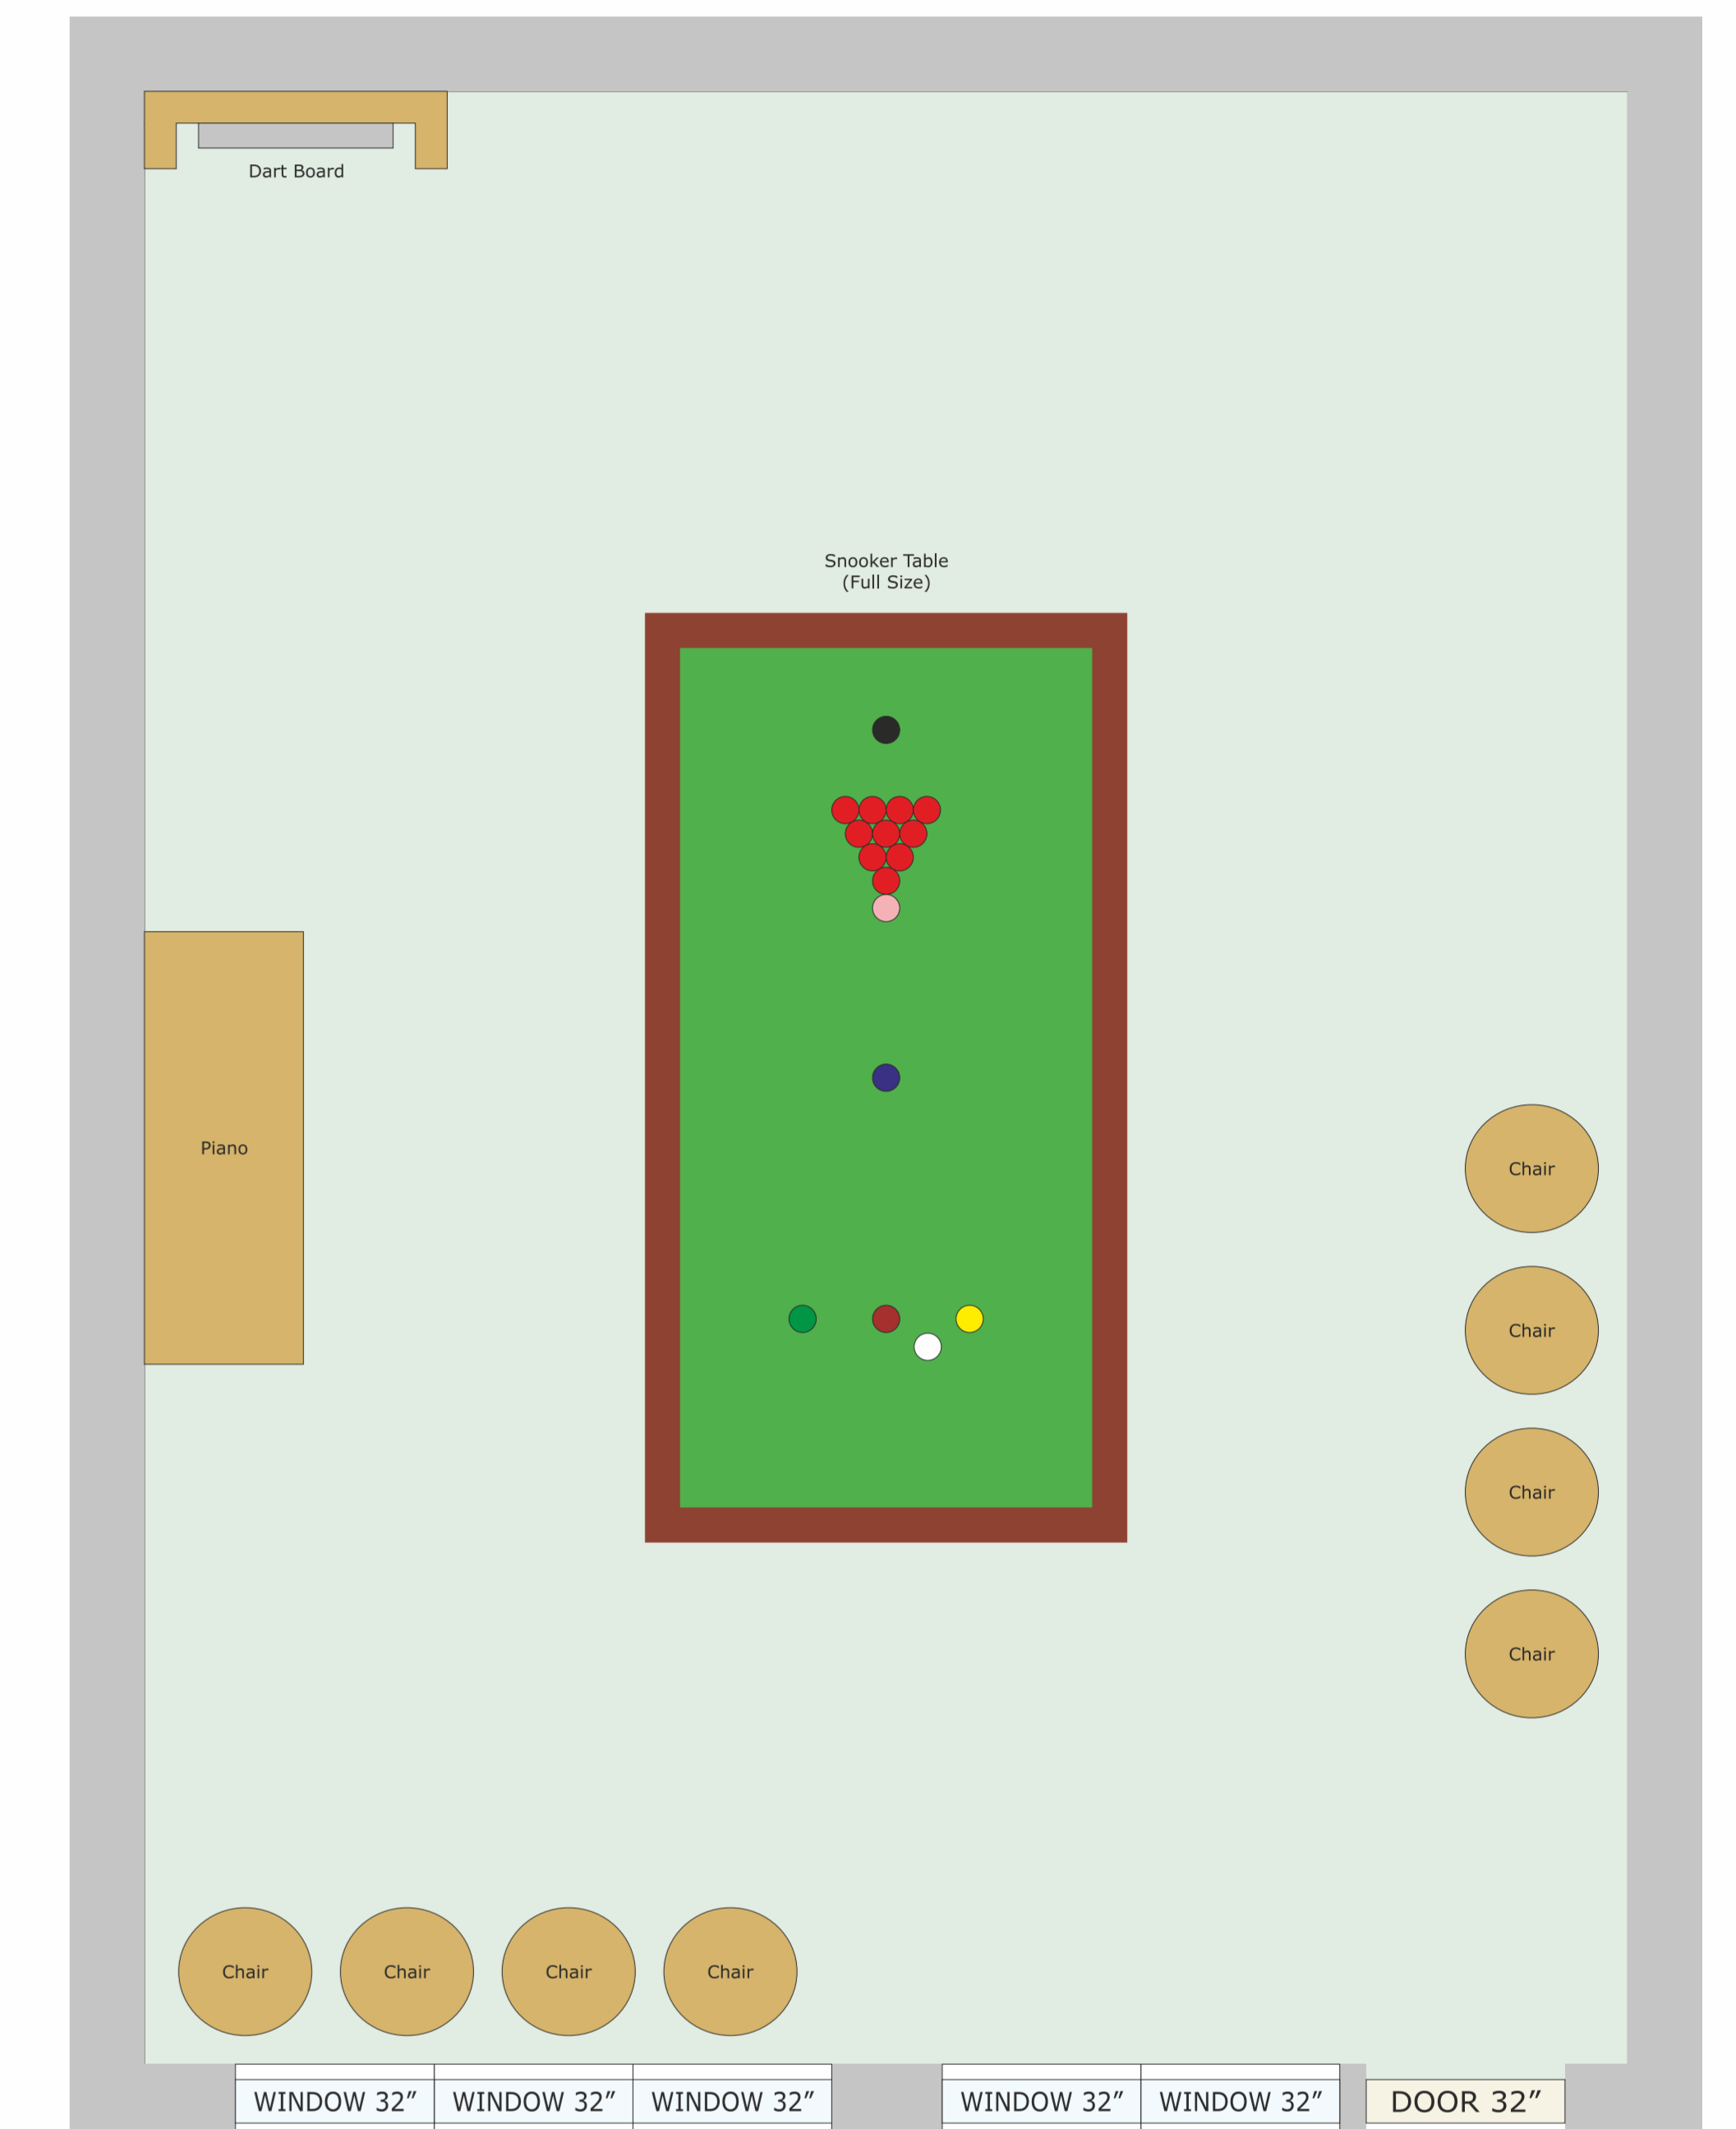 Dart Board
Snooker Table
(Full Size)
Piano
Chair
Chair
Chair
Chair
Chair
Chair
Chair
Chair
WINDOW 32”
WINDOW 32”
WINDOW 32”
WINDOW 32”
WINDOW 32”
DOOR 32”